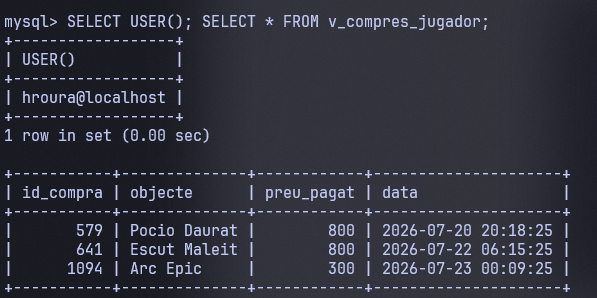 mysql> SELECT USER(); SELECT * FROM v_compres_jugador;
+------------------+
| USER()           |
+------------------+
| hroura@localhost |
+------------------+
1 row in set (0.00 sec)

+-----------+--------------+-------------+---------------------+
| id_compra | objecte      | preu_pagat | data                |
+-----------+--------------+-------------+---------------------+
|       579 | Pocio Daurat |         800 | 2026-07-20 20:18:25 |
|       641 | Escut Maleit |         800 | 2026-07-22 06:15:25 |
|      1094 | Arc Epic     |         300 | 2026-07-23 00:09:25 |
+-----------+--------------+-------------+---------------------+